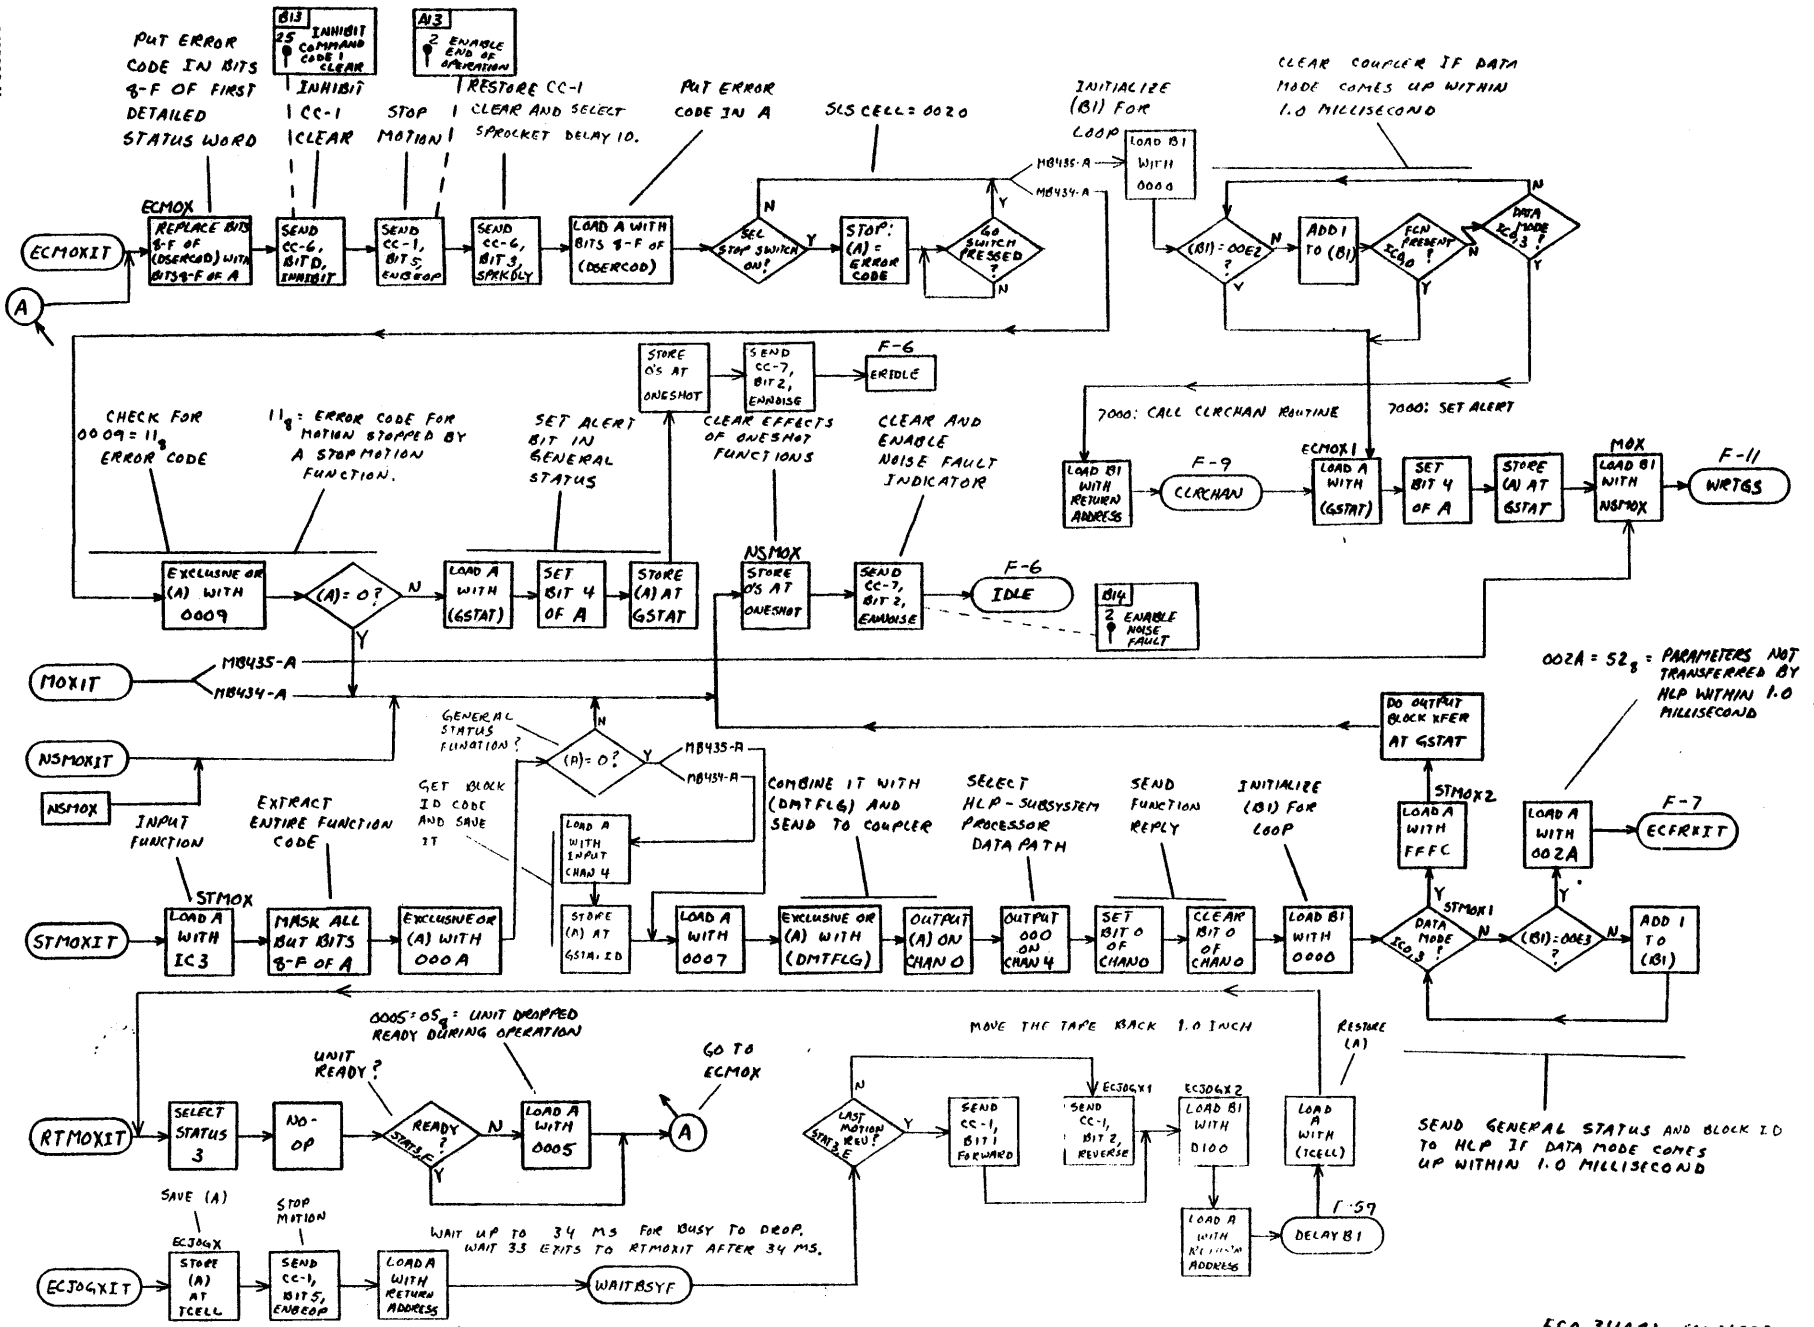 PUT ERROR
CODE IN BITS
8-F OF FIRST
DETAILED
STATUS WORD
B13
25 INHIBIT
COMMAND
CODE 1
CLEAR
INHIBIT
CC-1
CLEAR
A13
2 ENABLE
END OF
OPERATION
STOP
MOTION
RESTORE CC-1
CLEAR AND SELECT
SPROCKET DELAY 10.
PUT ERROR
CODE IN A
SLS CELL = 0020
INITIALIZE
(B1) FOR
LOOP
CLEAR COUPLER IF DATA
MODE COMES UP WITHIN
1.0 MILLISECOND
MB435-A
MB434-A
LOAD B1
WITH
0000
ECMOXIT
A
ECMOX
REPLACE BITS
8-F OF
(DSERCOD) WITH
BITS 8-F OF A
SEND
CC-6,
BIT D,
INHIBIT
SEND
CC-1,
BIT 5,
ENBEOP
SEND
CC-6,
BIT 3,
SPRKDLY
LOAD A WITH
BITS 8-F OF
(DSERCOD)
SEL
STOP SWITCH
ON?
N
Y
STOP:
(A) =
ERROR
CODE
GO
SWITCH
PRESSED
?
Y
N
(B1) = 00E2
?
N
Y
ADD 1
TO (B1)
FCN
PRESENT
IC0,0 ?
N
Y
DATA
MODE
IC0,3 ?
N
Y
STORE
0'S AT
ONESHOT
SEND
CC-7,
BIT 2,
ENNOISE
F-6
ERIDLE
CHECK FOR
0009 = 11₈
ERROR CODE
11₈ = ERROR CODE FOR
MOTION STOPPED BY
A STOP MOTION
FUNCTION.
SET ALERT
BIT IN
GENERAL
STATUS
CLEAR EFFECTS
OF ONESHOT
FUNCTIONS
CLEAR AND
ENABLE
NOISE FAULT
INDICATOR
7000: CALL CLRCHAN ROUTINE
7000: SET ALERT
LOAD B1
WITH
RETURN
ADDRESS
F-9
CLRCHAN
ECMOX1
LOAD A
WITH
(GSTAT)
SET
BIT 4
OF A
STORE
(A) AT
GSTAT
MOX
LOAD B1
WITH
NSMOX
F-11
WRTGS
EXCLUSIVE OR
(A) WITH
0009
(A) = 0?
N
Y
LOAD A
WITH
(GSTAT)
SET
BIT 4
OF A
STORE
(A) AT
GSTAT
NSMOX
STORE
0'S AT
ONESHOT
SEND
CC-7,
BIT 2,
ENNOISE
F-6
IDLE
B14
2 ENABLE
NOISE
FAULT
MOXIT
MB435-A
MB434-A
NSMOXIT
NSMOX
002A = 52₈ = PARAMETERS NOT
TRANSFERRED BY
HLP WITHIN 1.0
MILLISECOND
DO OUTPUT
BLOCK XFER
AT GSTAT
GENERAL
STATUS
FUNCTION?
(A) = 0?
N
Y
MB435-A
MB434-A
INPUT
FUNCTION
EXTRACT
ENTIRE FUNCTION
CODE
GET BLOCK
ID CODE
AND SAVE
IT
LOAD A
WITH
INPUT
CHAN 4
COMBINE IT WITH
(DMTFLG) AND
SEND TO COUPLER
SELECT
HLP-SUBSYSTEM
PROCESSOR
DATA PATH
SEND
FUNCTION
REPLY
INITIALIZE
(B1) FOR
LOOP
STMOX2
LOAD A
WITH
FFFC
LOAD A
WITH
002A
F-7
ECFRXIT
STMOXIT
STMOX
LOAD A
WITH
IC3
MASK ALL
BUT BITS
8-F OF A
EXCLUSIVE OR
(A) WITH
000A
STORE
(A) AT
GSTA.ID
LOAD A
WITH
0007
EXCLUSIVE OR
(A) WITH
(DMTFLG)
OUTPUT
(A) ON
CHAN 0
OUTPUT
000
ON
CHAN 4
SET
BIT 0
OF
CHAN0
CLEAR
BIT 0
OF
CHAN0
LOAD B1
WITH
0000
STMOX1
DATA
MODE
IC0,3 ?
Y
N
(B1) = 00E3
?
Y
N
ADD 1
TO
(B1)
0005 = 05₈ = UNIT DROPPED
READY DURING OPERATION
UNIT
READY?
GO TO
ECMOX
MOVE THE TAPE BACK 1.0 INCH
RESTORE
(A)
RTMOXIT
SELECT
STATUS
3
NO-
OP
READY
?
STAT3,F
N
Y
LOAD A
WITH
0005
A
LAST
MOTION
REV?
STAT3,E
N
Y
SEND
CC-1,
BIT 1
FORWARD
ECJOGX1
SEND
CC-1,
BIT 2,
REVERSE
ECJOGX2
LOAD B1
WITH
D100
LOAD
A
WITH
(TCELL)
SEND GENERAL STATUS AND BLOCK ID
TO HLP IF DATA MODE COMES
UP WITHIN 1.0 MILLISECOND
SAVE (A)
STOP
MOTION
WAIT UP TO 34 MS FOR BUSY TO DROP.
WAIT 33 EXITS TO RTMOXIT AFTER 34 MS.
ECJOGXIT
ECJOGX
STORE
(A)
AT
TCELL
SEND
CC-1,
BIT 5,
ENBEOP
LOAD A
WITH
RETURN
ADDRESS
WAITBSYF
LOAD A
WITH
RETURN
ADDRESS
F-59
DELAYB1